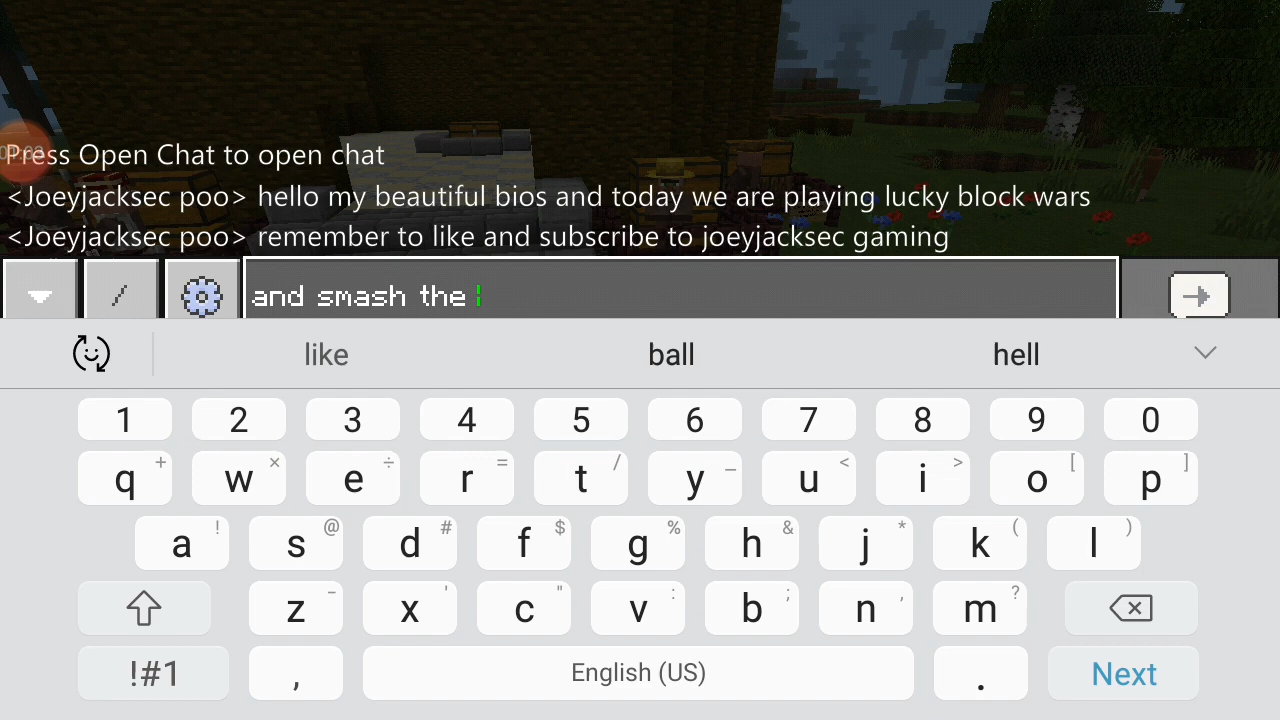 Press Open Chat to open chat
<Joeyjacksec poo> hello my beautiful bios and today we are playing lucky block wars
<Joeyjacksec poo> remember to like and subscribe to joeyjacksec gaming
/ and smash the
like ball hell
1 2 3 4 5 6 7 8 9 0
q + w × e ÷ r = t / y _ u < i > o [ p ]
a ! s @ d # f $ g % h & j * k ( l )
z - x ' c " v : b ; n , m ?
!#1 , English (US) . Next